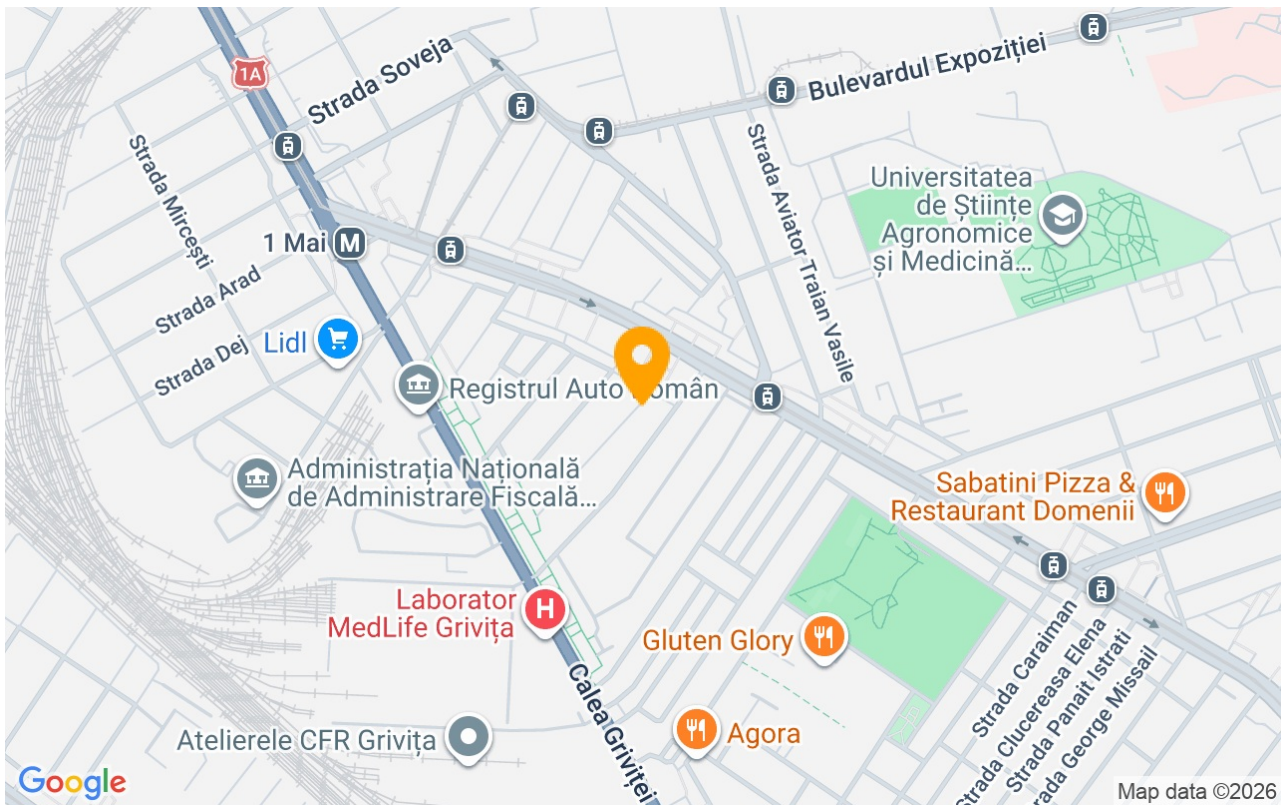 1A
Strada Soveja
Bulevardul Expoziției
Strada Mircești
Strada Aviator Traian Vasile
Universitatea
de Științe
Agronomice
și Medicină...
1 Mai
M
Strada Arad
Lidl
Strada Dej
Registrul Auto Român
Administrația Națională
de Administrare Fiscală...
Sabatini Pizza &
Restaurant Domenii
Laborator
MedLife Grivița
H
Gluten Glory
Calea Griviței
Agora
Atelierele CFR Grivița
Strada Caraiman
Strada Clucereasa Elena
Strada Panait Istrati
rada George Missail
Google
Map data ©2026